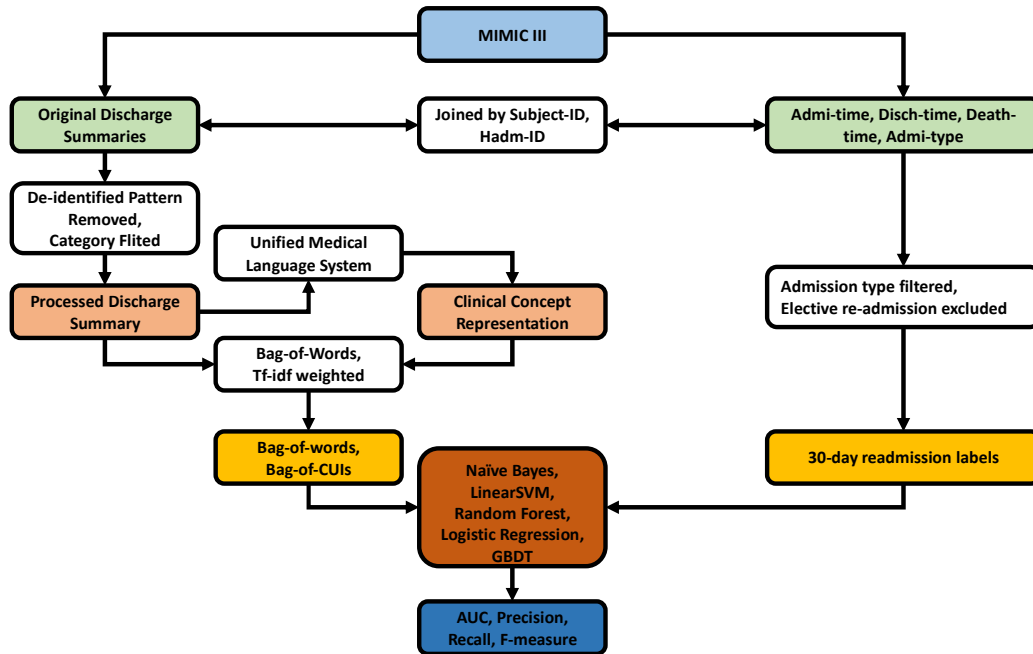 MIMIC III
Original Discharge
Summaries
Joined by Subject-ID,
Hadm-ID
Admi-time, Disch-time, Death-
time, Admi-type
De-identified Pattern
Removed,
Category Flited
Unified Medical
Language System
Processed Discharge
Summary
Clinical Concept
Representation
Admission type filtered,
Elective re-admission excluded
Bag-of-Words,
Tf-idf weighted
Bag-of-words,
Bag-of-CUIs
Naïve Bayes,
LinearSVM,
Random Forest,
Logistic Regression,
GBDT
30-day readmission labels
AUC, Precision,
Recall, F-measure